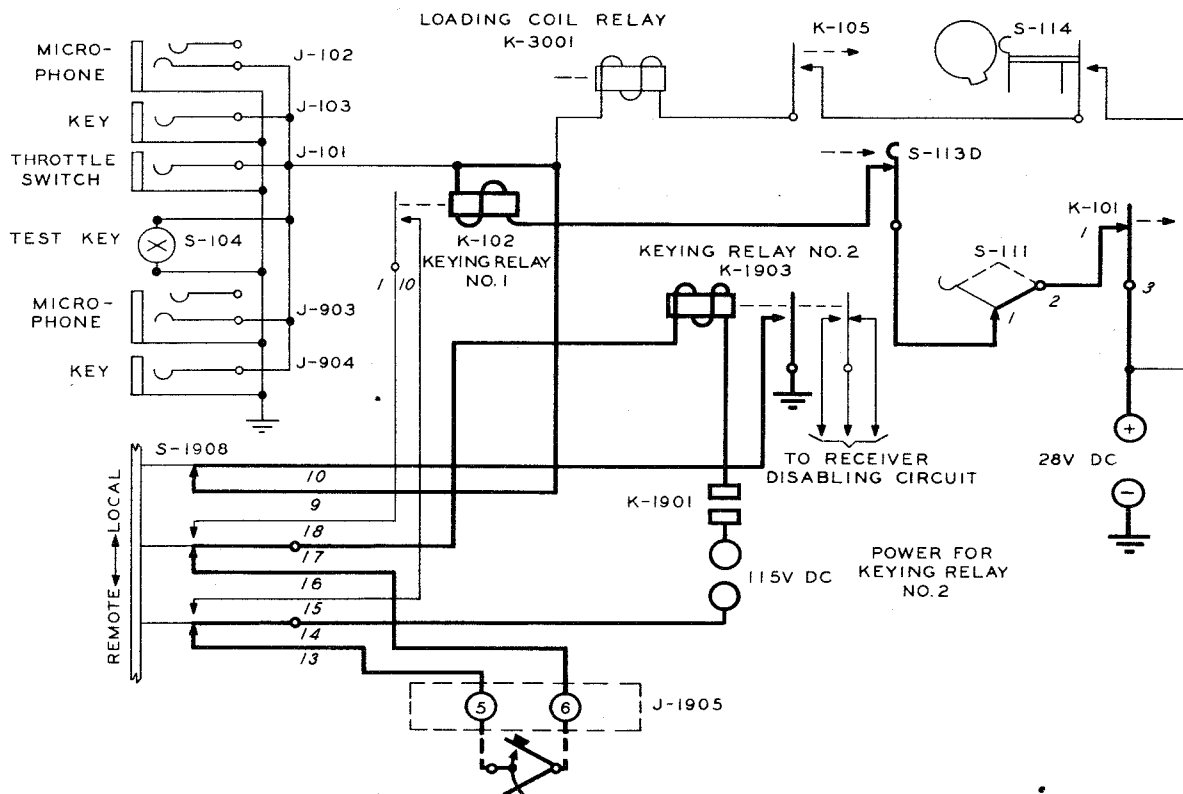 LOADING COIL RELAY
K-3001
K-105
S-114
MICRO-
PHONE
J-102
KEY
J-103
THROTTLE
SWITCH
J-101
TEST KEY
S-104
MICRO-
PHONE
J-903
KEY
J-904
K-102
KEYING RELAY
NO.1
1
10
KEYING RELAY NO.2
K-1903
S-113D
S-111
1
2
K-101
1
3
+
28V DC
−
TO RECEIVER
DISABLING CIRCUIT
S-1908
LOCAL
REMOTE
10
9
18
17
16
15
14
13
K-1901
115V DC
POWER FOR
KEYING RELAY
NO.2
5
6
J-1905